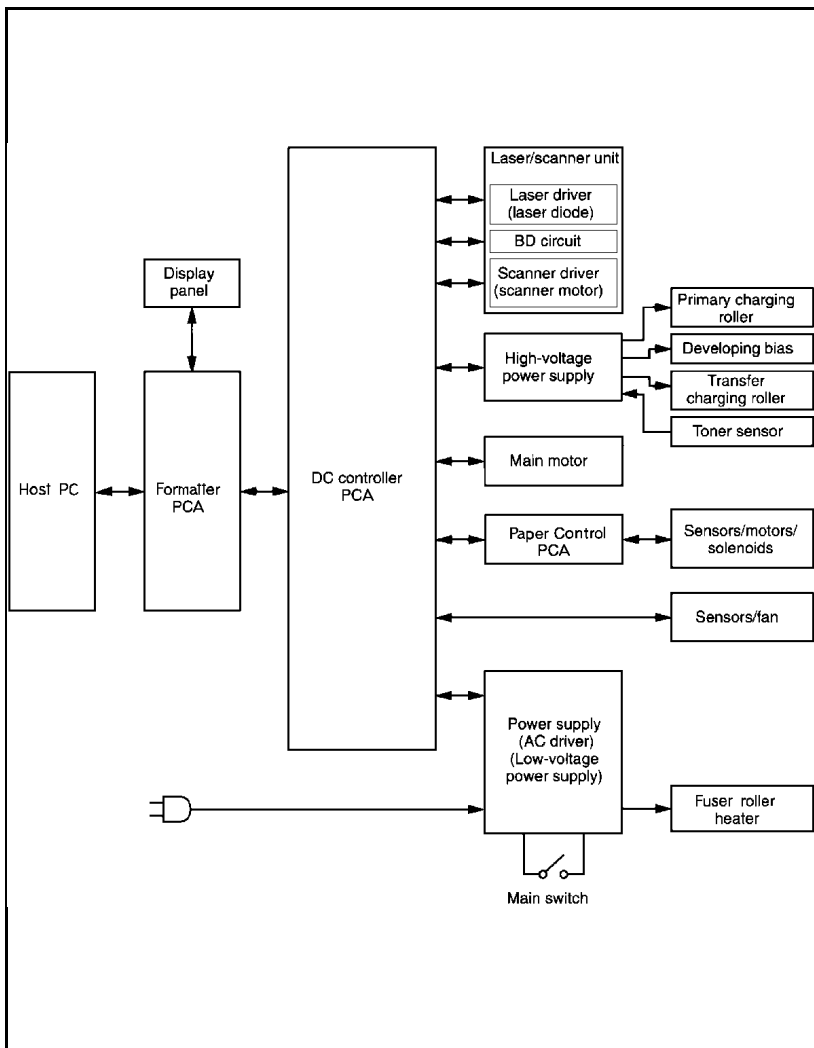 Laser/scanner unit
Laser driver
(laser diode)
BD circuit
Scanner driver
(scanner motor)
Display
panel
Primary charging
roller
High-voltage
power supply
Developing bias
Transfer
charging roller
Toner sensor
Host PC
Formatter
PCA
DC controller
PCA
Main motor
Paper Control
PCA
Sensors/motors/
solenoids
Sensors/fan
Power supply
(AC driver)
(Low-voltage
power supply)
Fuser roller
heater
Main switch